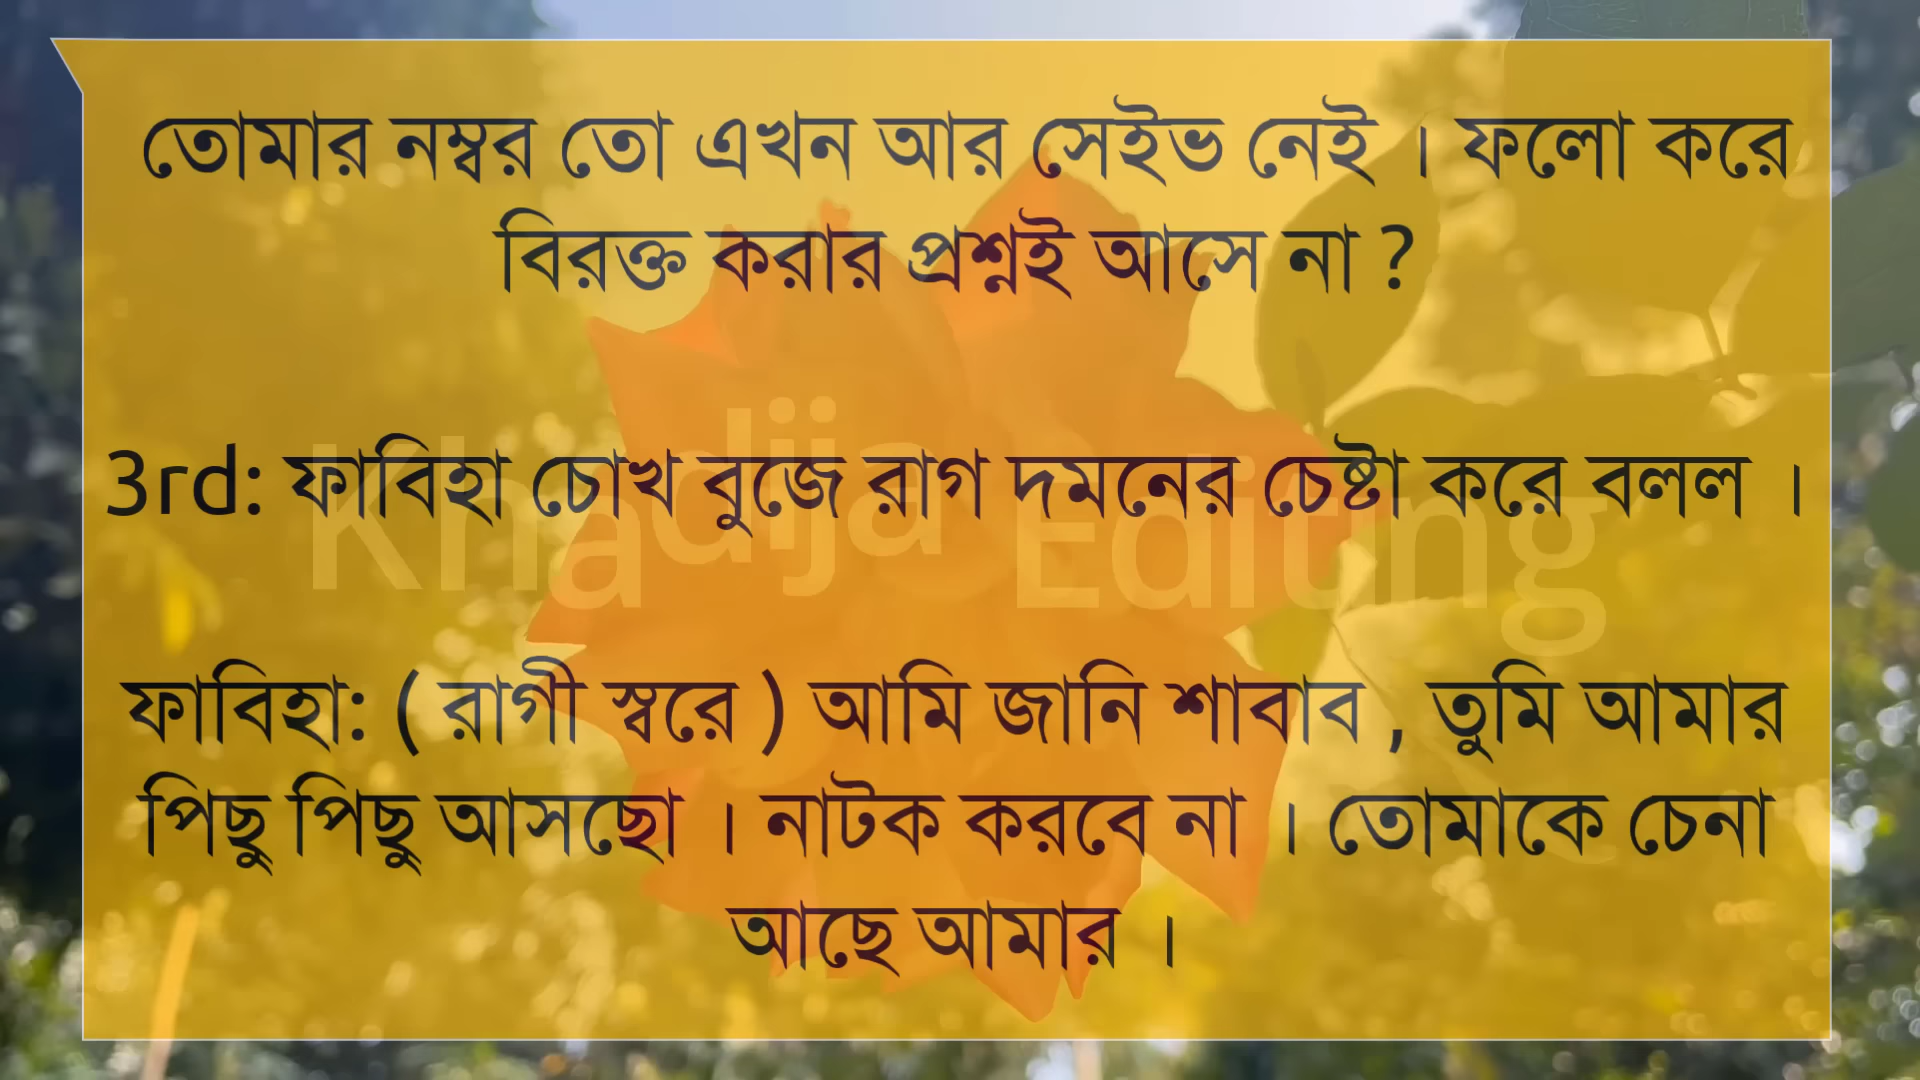 তোমার নম্বর তো এখন আর সেইভ নেই । ফলো করে
বিরক্ত করার প্রশ্নই আসে না ?
3rd: ফাবিহা চোখ বুজে রাগ দমনের চেষ্টা করে বলল ।
Khadija Editing
ফাবিহা: ( রাগী স্বরে ) আমি জানি শাবাব , তুমি আমার
পিছু পিছু আসছো । নাটক করবে না । তোমাকে চেনা
আছে আমার ।